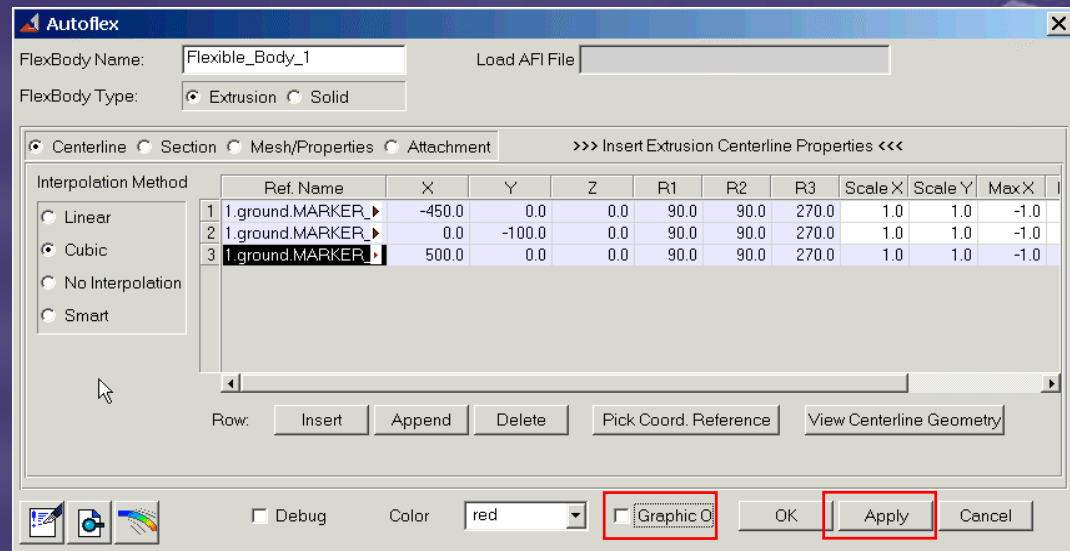 Autoflex
FlexBody Name: Flexible_Body_1 Load AFI File
FlexBody Type: Extrusion Solid
Centerline Section Mesh/Properties Attachment >>> Insert Extrusion Centerline Properties <<<
Interpolation Method
Linear
Cubic
No Interpolation
Smart
Ref. Name X Y Z R1 R2 R3 Scale X Scale Y Max X
1 1.ground.MARKER_ -450.0 0.0 0.0 90.0 90.0 270.0 1.0 1.0 -1.0
2 1.ground.MARKER_ 0.0 -100.0 0.0 90.0 90.0 270.0 1.0 1.0 -1.0
3 1.ground.MARKER_ 500.0 0.0 0.0 90.0 90.0 270.0 1.0 1.0 -1.0
Row: Insert Append Delete Pick Coord. Reference View Centerline Geometry
Debug Color red Graphic O OK Apply Cancel